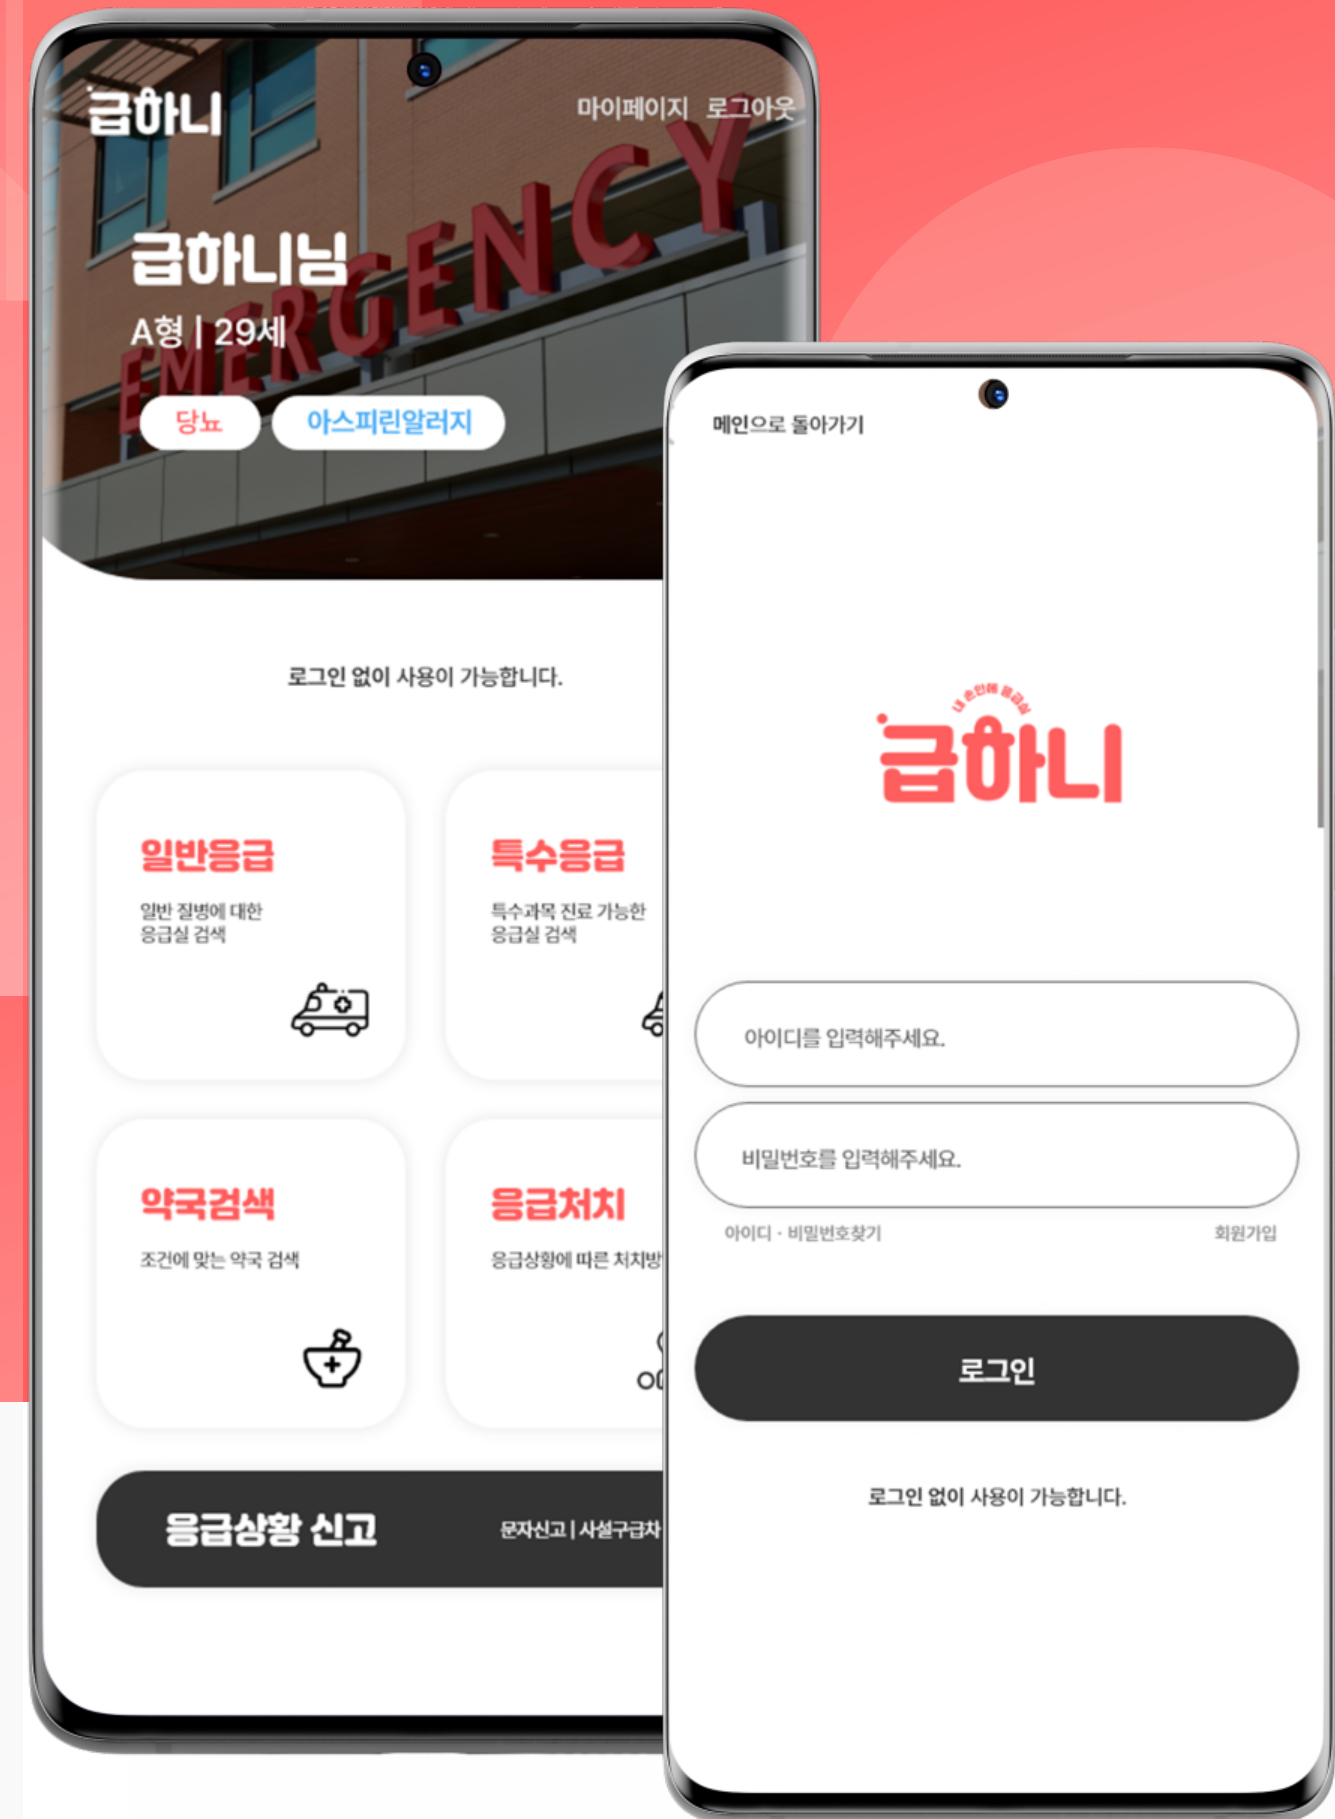 급하니
마이페이지 로그아웃
EMERGENCY
급하니님
A형 | 29세
당뇨
아스피린알러지
로그인 없이 사용이 가능합니다.
일반응급
일반 질병에 대한
응급실 검색
특수응급
특수과목 진료 가능한
응급실 검색
약국검색
조건에 맞는 약국 검색
응급처치
응급상황에 따른 처치방
응급상황 신고
문자신고 | 사설구급차
메인으로 돌아가기
내 손안에 응급실
급하니
아이디를 입력해주세요.
비밀번호를 입력해주세요.
아이디 · 비밀번호찾기
회원가입
로그인
로그인 없이 사용이 가능합니다.